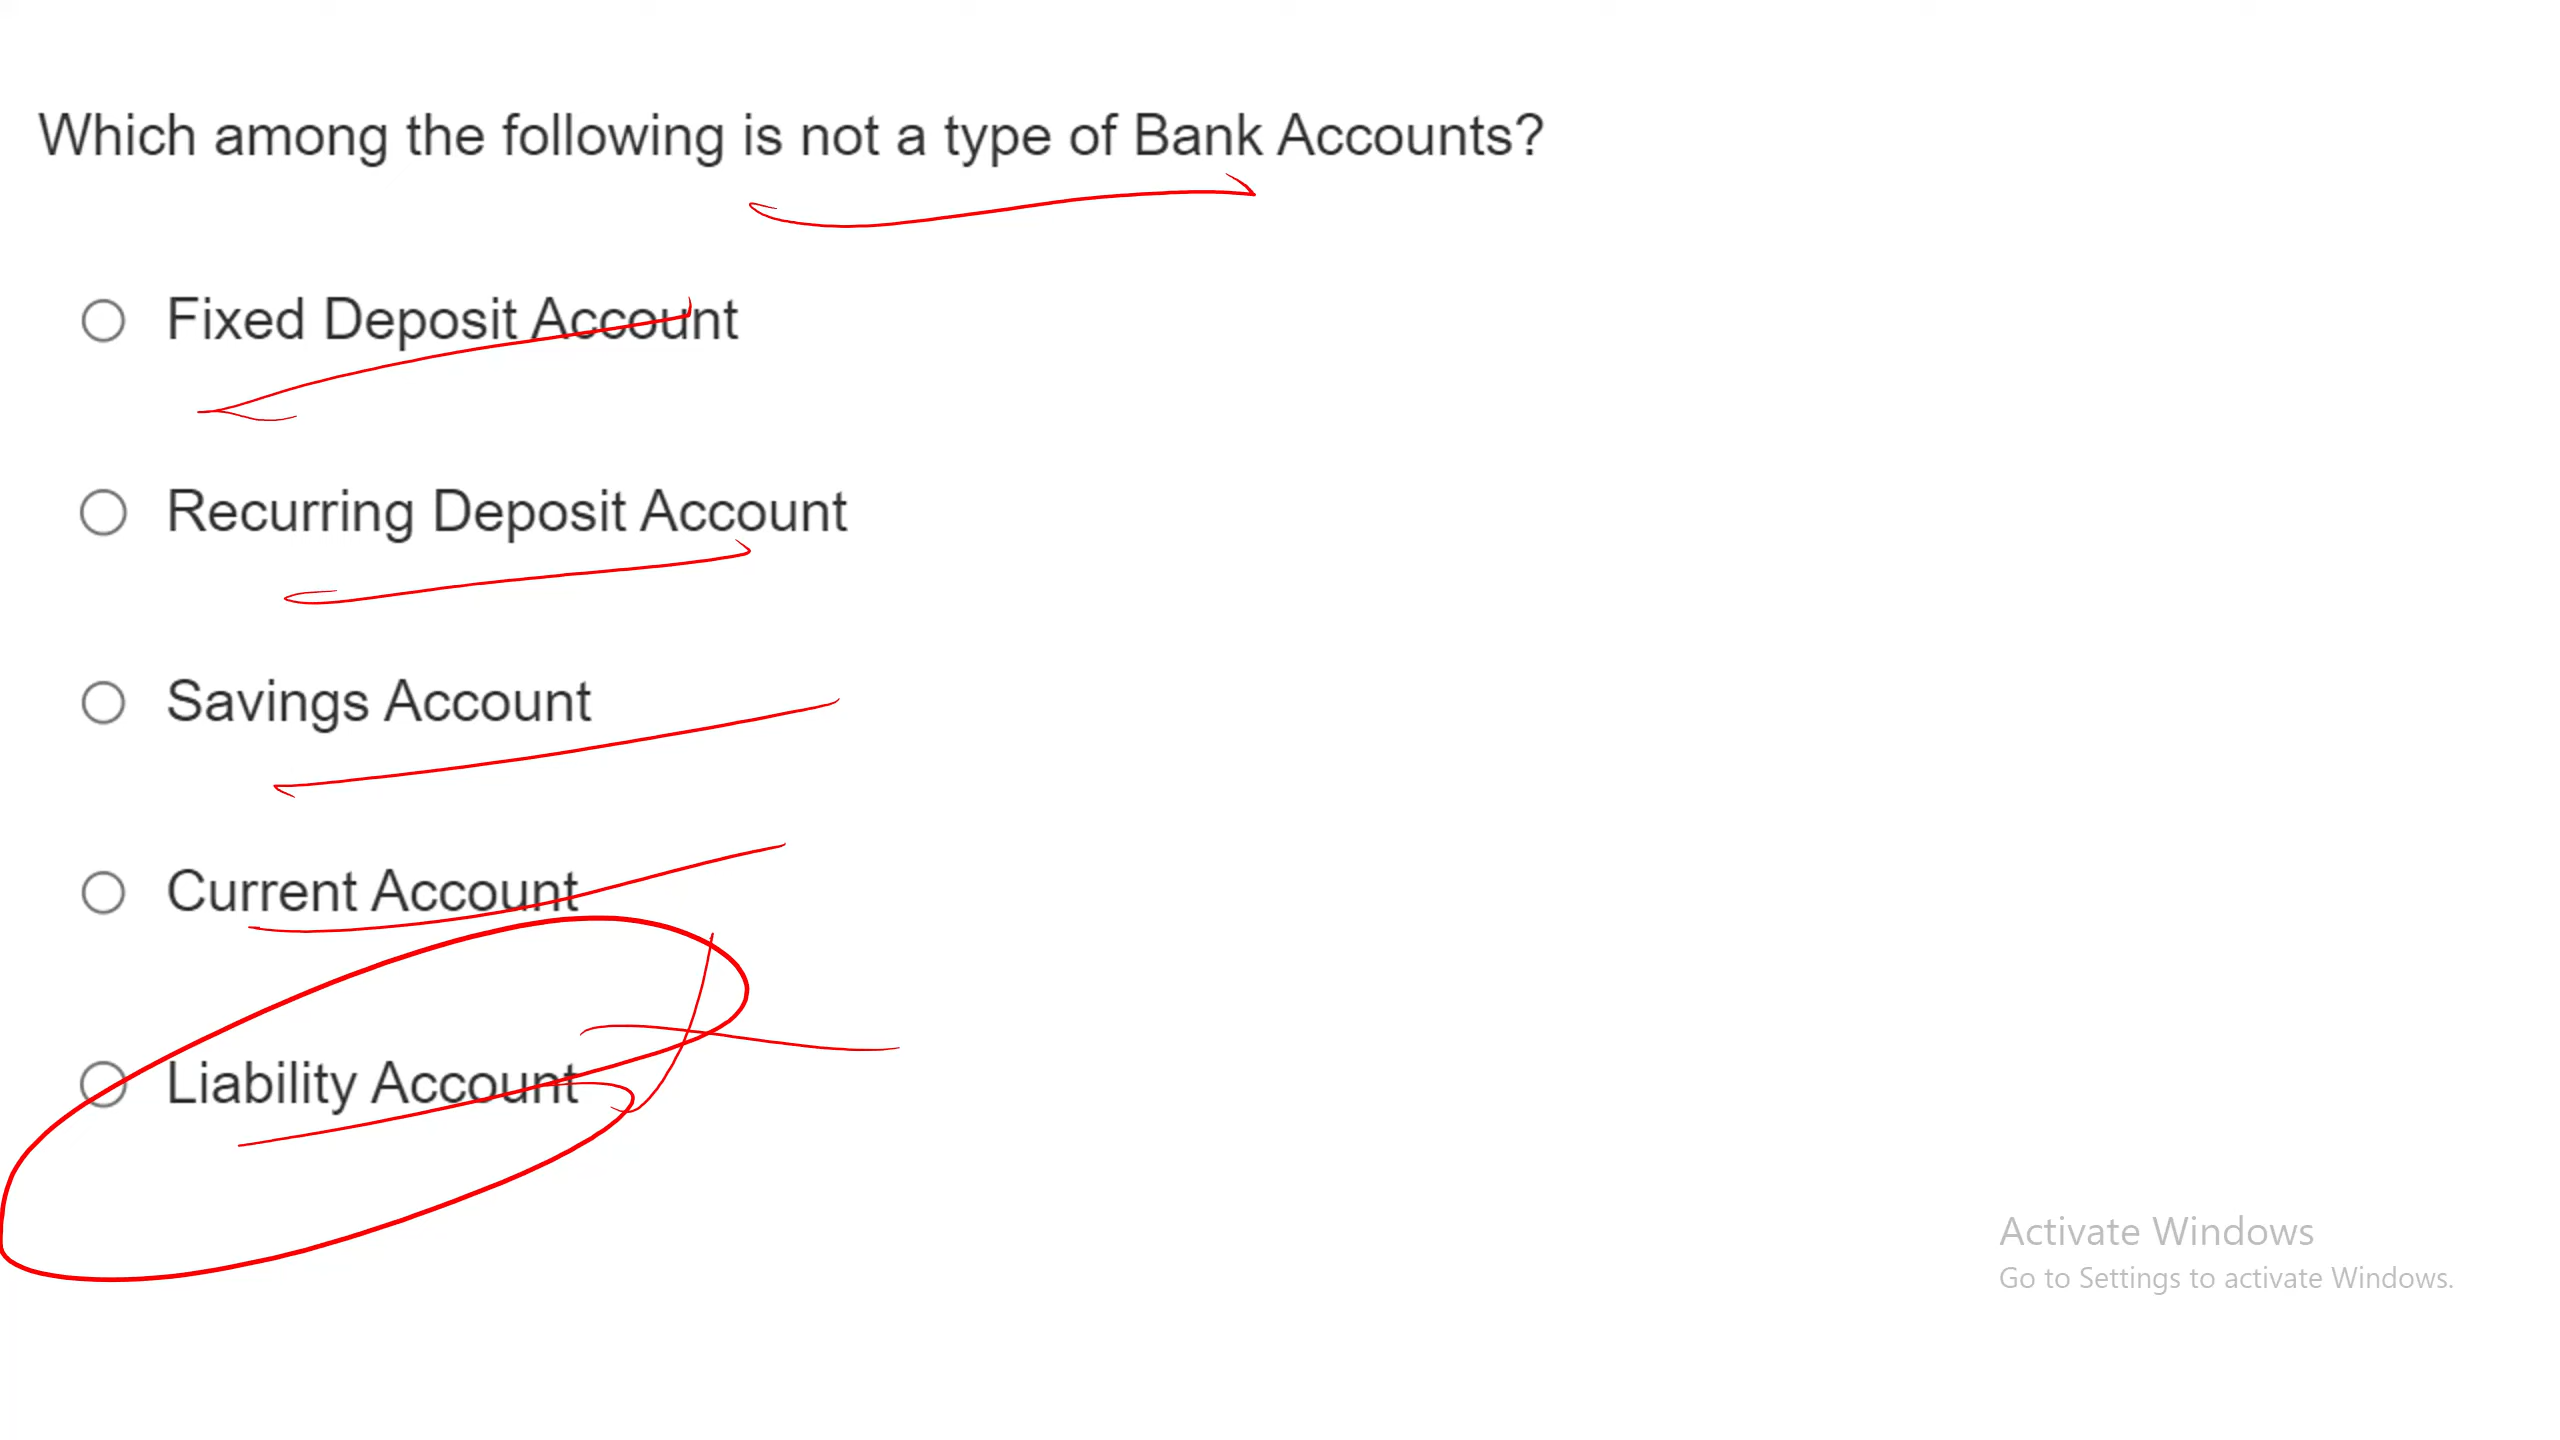 Which among the following is not a type of Bank Accounts?
Fixed Deposit Account
Recurring Deposit Account
Savings Account
Current Account
Liability Account
Activate Windows
Go to Settings to activate Windows.